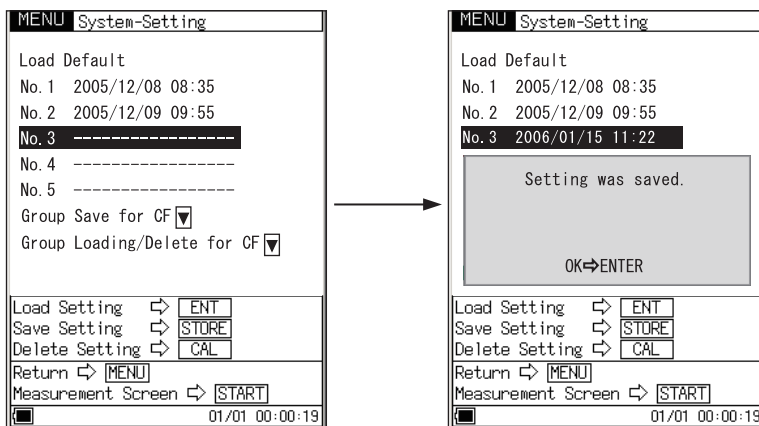 MENU System-Setting
Load Default
No.1 2005/12/08 08:35
No.2 2005/12/09 09:55
No.3 -----------------
No.4 -----------------
No.5 -----------------
Group Save for CF▼
Group Loading/Delete for CF▼
Load Setting ⇨ ENT
Save Setting ⇨ STORE
Delete Setting ⇨ CAL
Return ⇨ MENU
Measurement Screen ⇨ START
01/01 00:00:19
MENU System-Setting
Load Default
No.1 2005/12/08 08:35
No.2 2005/12/09 09:55
No.3 2006/01/15 11:22
Setting was saved.
OK⇨ENTER
Load Setting ⇨ ENT
Save Setting ⇨ STORE
Delete Setting ⇨ CAL
Return ⇨ MENU
Measurement Screen ⇨ START
01/01 00:00:19